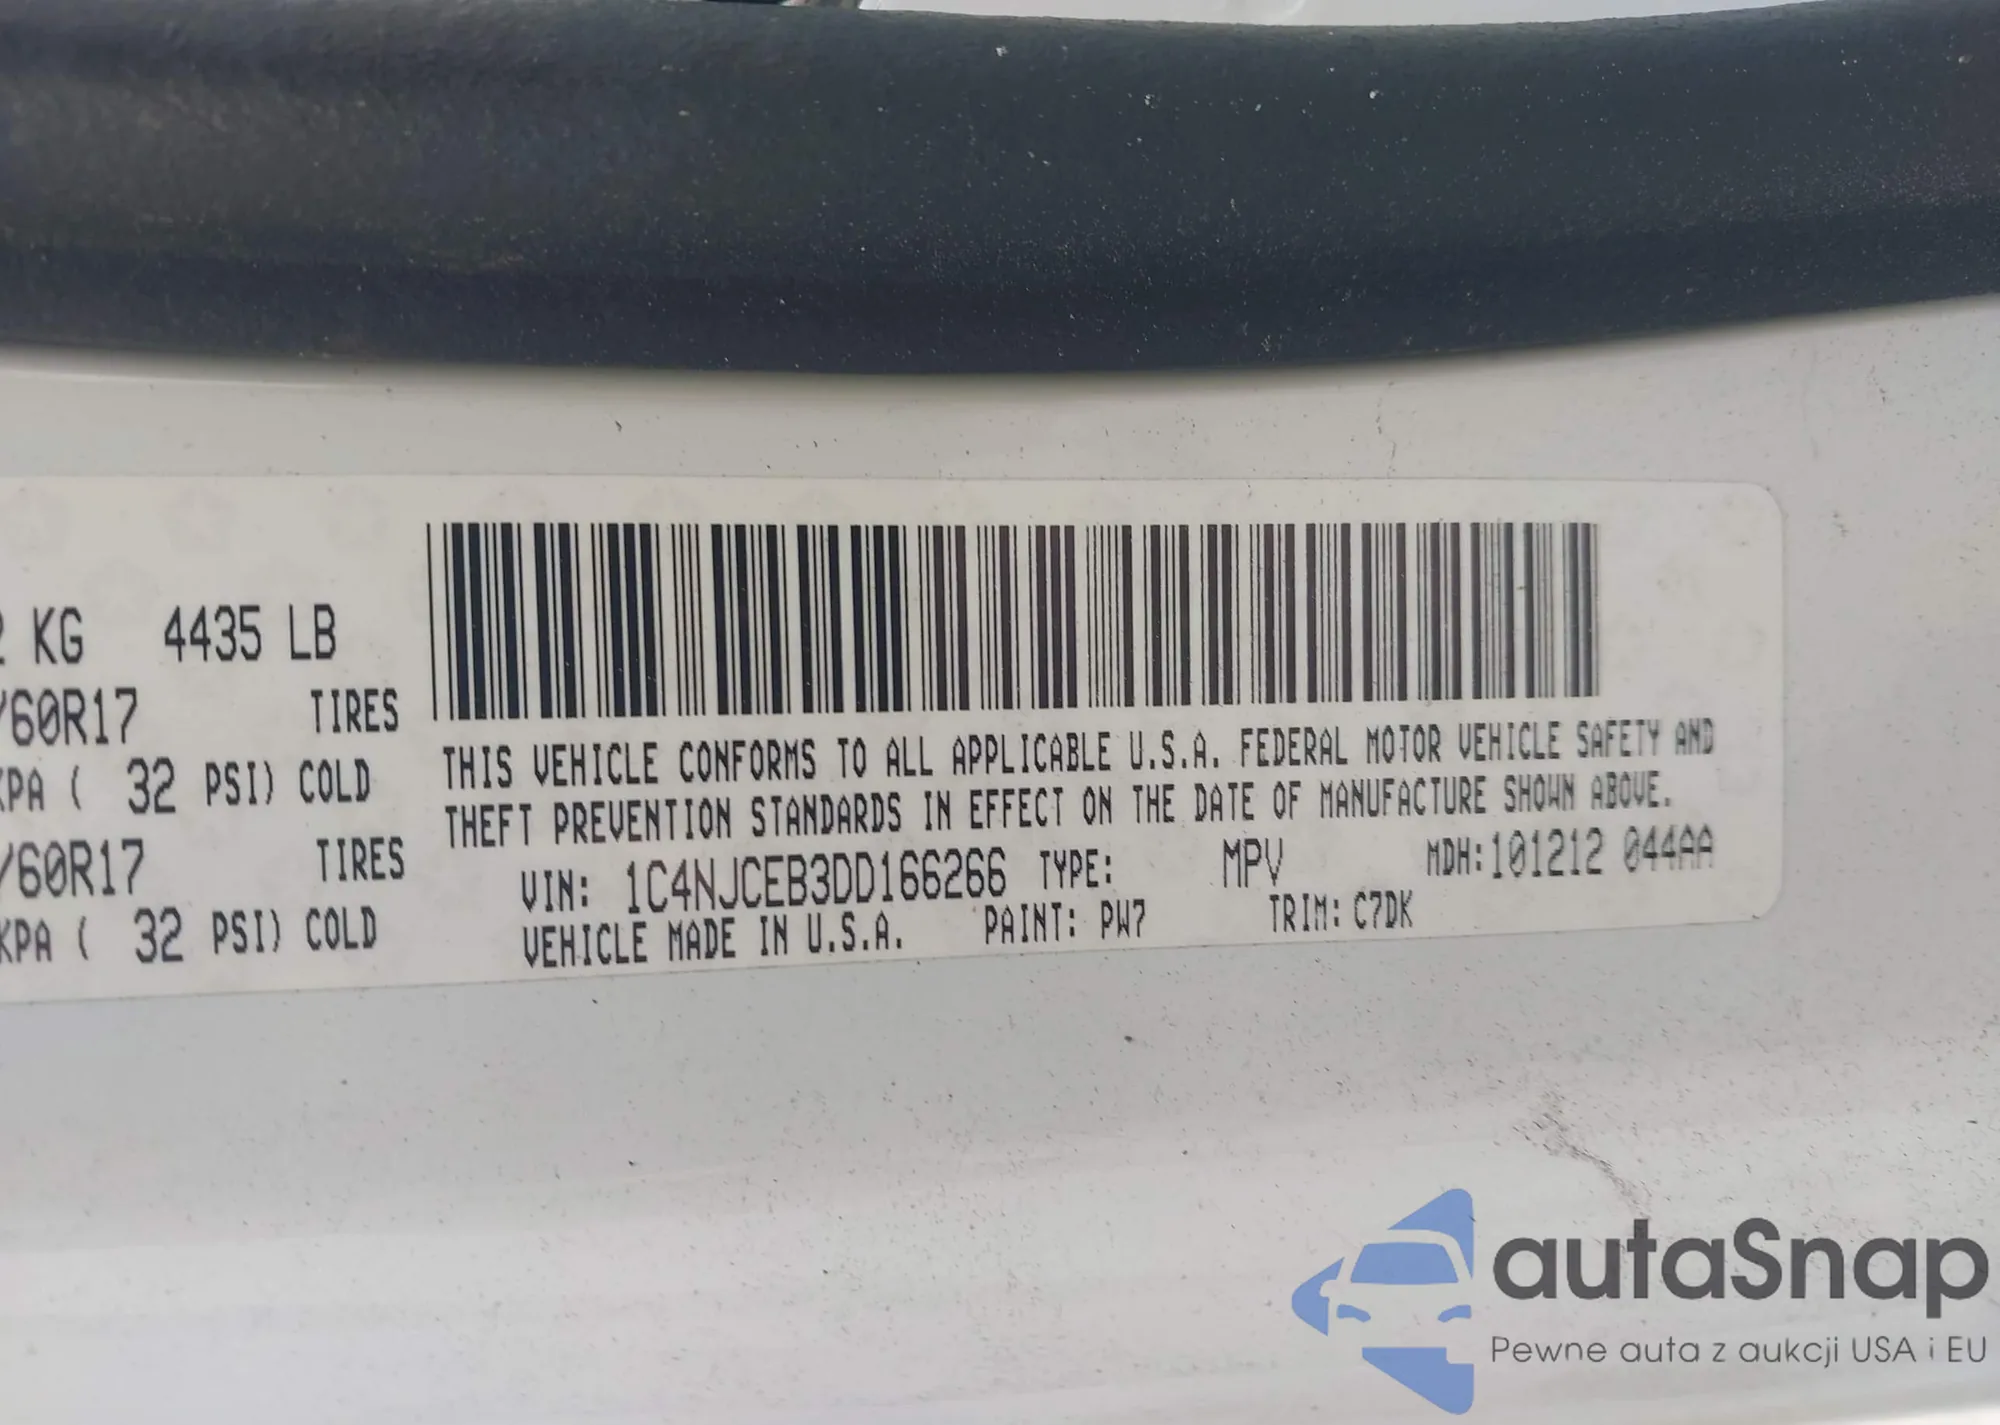 2 KG 4435 LB
/60R17 TIRES
KPA ( 32 PSI) COLD
/60R17 TIRES
KPA ( 32 PSI) COLD
THIS VEHICLE CONFORMS TO ALL APPLICABLE U.S.A. FEDERAL MOTOR VEHICLE SAFETY AND
THEFT PREVENTION STANDARDS IN EFFECT ON THE DATE OF MANUFACTURE SHOWN ABOVE.
VIN: 1C4NJCEB3DD166266 TYPE: MPV MDH:101212 044AA
VEHICLE MADE IN U.S.A. PAINT: PW7 TRIM: C7DK
autaSnap
Pewne auta z aukcji USA i EU